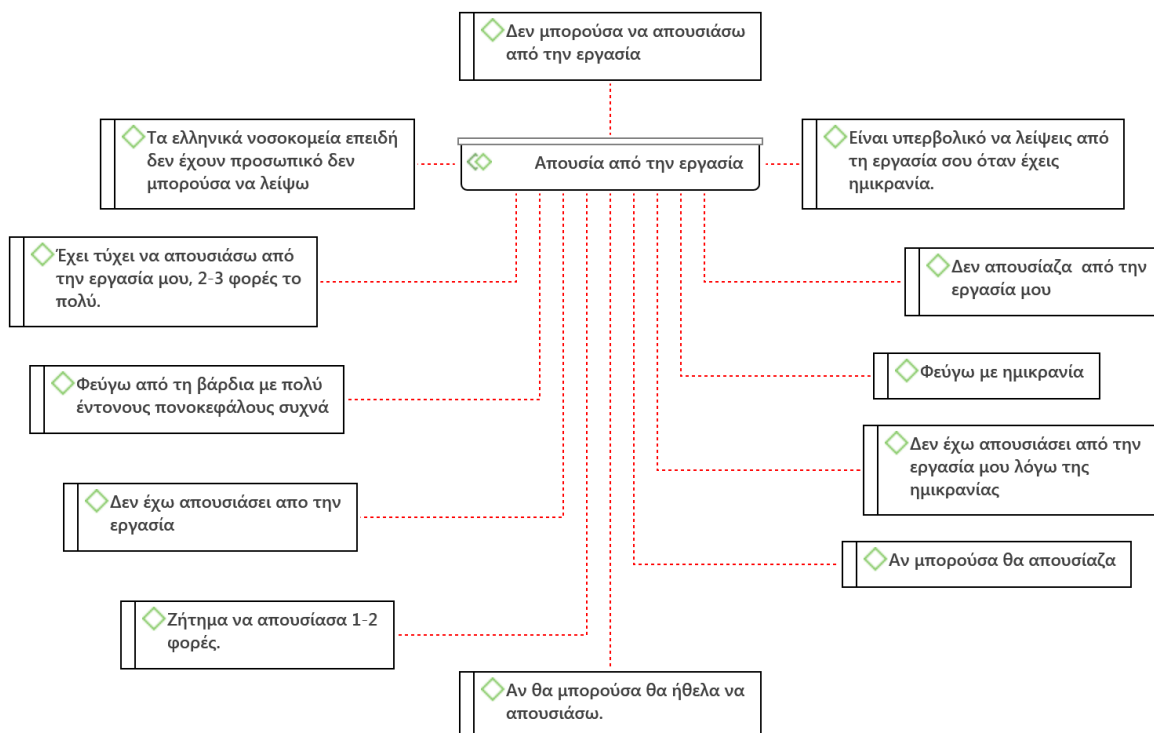 Δεν μπορούσα να απουσιάσω
από την εργασία
Τα ελληνικά νοσοκομεία επειδή
δεν έχουν προσωπικό δεν
μπορούσα να λείψω
Απουσία από την εργασία
Είναι υπερβολικό να λείψεις από
τη εργασία σου όταν έχεις
ημικρανία.
Έχει τύχει να απουσιάσω από
την εργασία μου, 2-3 φορές το
πολύ.
Δεν απουσίαζα από την
εργασία μου
Φεύγω από τη βάρδια με πολύ
έντονους πονοκεφάλους συχνά
Φεύγω με ημικρανία
Δεν έχω απουσιάσει από την
εργασία μου λόγω της
ημικρανίας
Δεν έχω απουσιάσει απο την
εργασία
Αν μπορούσα θα απουσίαζα
Ζήτημα να απουσίασα 1-2
φορές.
Αν θα μπορούσα θα ήθελα να
απουσιάσω.